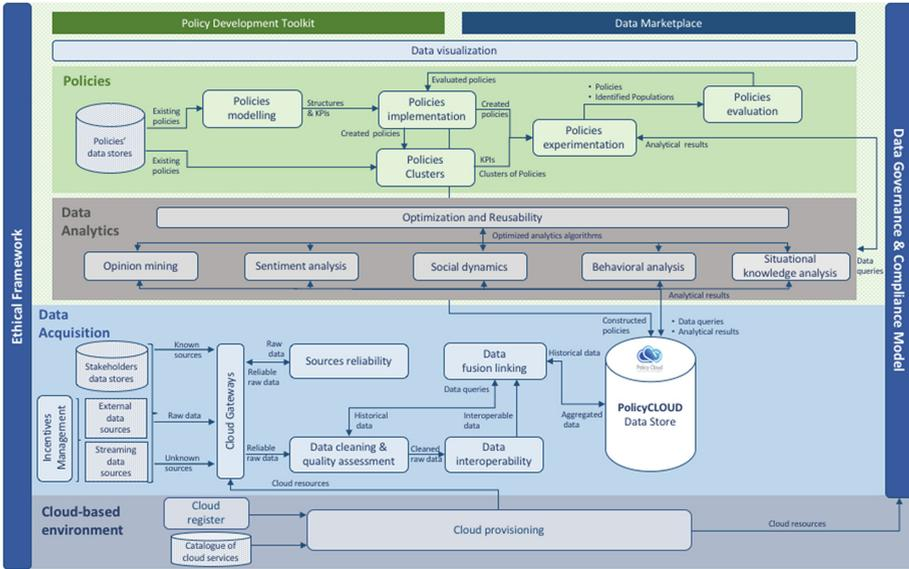 Policy Development Toolkit
Data Marketplace
Data visualization
Policies
Evaluated policies
Policies
modelling
Policies
implementation
Policies
evaluation
Policies'
data stores
Existing
policies
Structures
& KPIs
Created
policies
• Policies
• Identified Populations
Policies
experimentation
Created policies
Existing
policies
Policies
Clusters
KPIs
Clusters of Policies
Analytical results
Data
Analytics
Optimization and Reusability
Optimized analytics algorithms
Opinion mining
Sentiment analysis
Social dynamics
Behavioral analysis
Situational
knowledge analysis
Data
queries
Analytical results
Data
Acquisition
Constructed
policies
• Data queries
• Analytical results
Stakeholders
data stores
Known
sources
Raw
data
Reliable
raw data
Sources reliability
Data
fusion linking
Historical data
Policy Cloud
PolicyCLOUD
Data Store
Incentives
Management
External
data
sources
Streaming
data
sources
Raw data
Unknown
sources
Cloud Gateways
Data queries
Historical
data
Interoperable
data
Aggregated
data
Reliable
raw data
Data cleaning &
quality assessment
Cleaned
raw data
Data
interoperability
Cloud resources
Cloud-based
environment
Cloud
register
Catalogue of
cloud services
Cloud provisioning
Cloud resources
Ethical Framework
Data Governance & Compliance Model